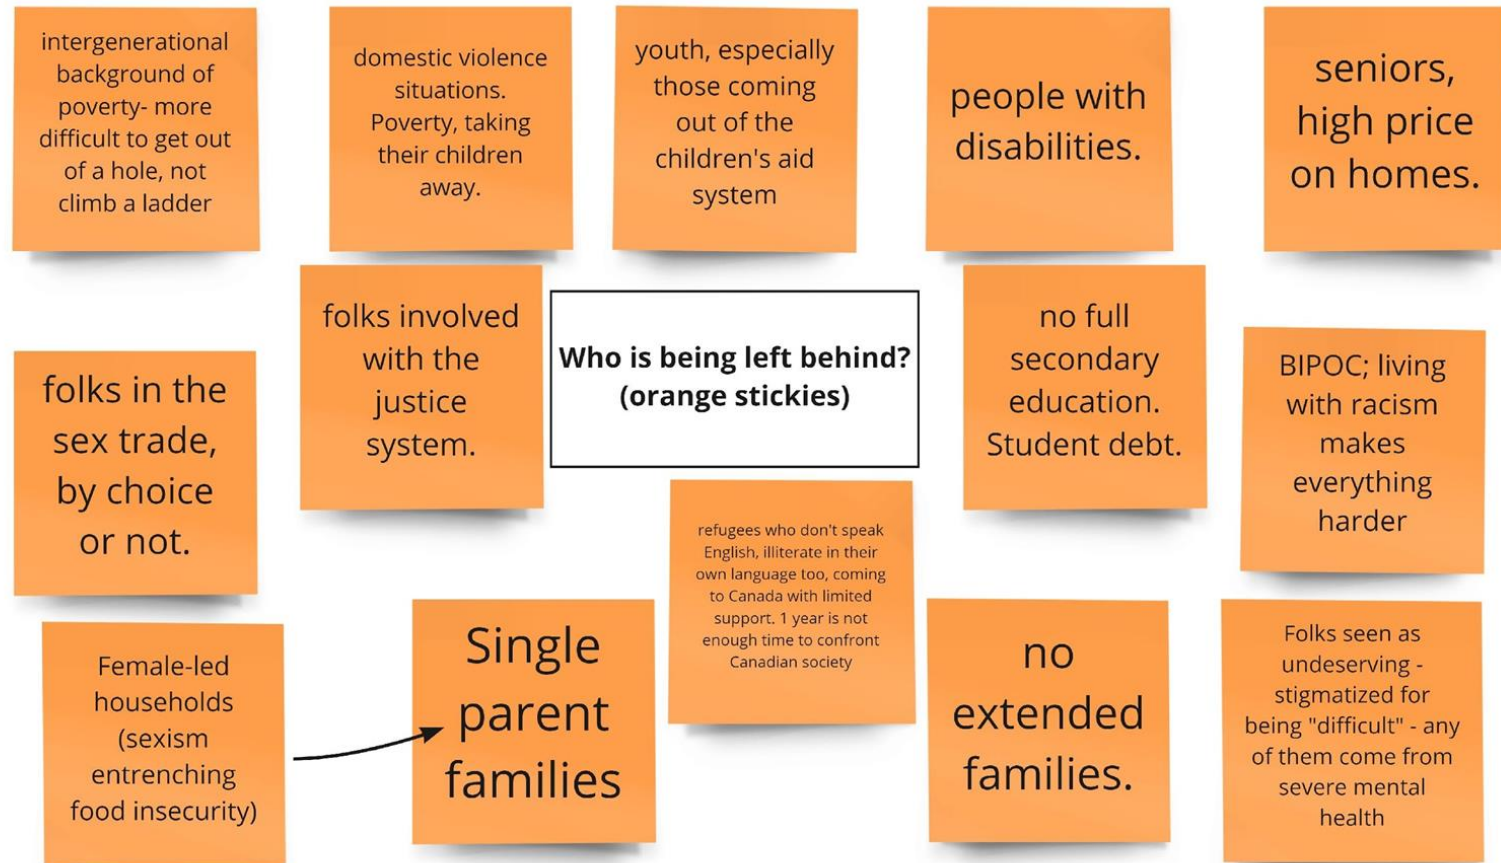 intergenerational
background of
poverty- more
difficult to get out
of a hole, not
climb a ladder
domestic violence
situations.
Poverty, taking
their children
away.
youth, especially
those coming
out of the
children's aid
system
people with
disabilities.
seniors,
high price
on homes.
folks involved
with the
justice
system.
Who is being left behind?
(orange stickies)
no full
secondary
education.
Student debt.
BIPOC; living
with racism
makes
everything
harder
folks in the
sex trade,
by choice
or not.
refugees who don't speak
English, illiterate in their
own language too, coming
to Canada with limited
support. 1 year is not
enough time to confront
Canadian society
Female-led
households
(sexism
entrenching
food insecurity)
Single
parent
families
no
extended
families.
Folks seen as
undeserving -
stigmatized for
being "difficult" - any
of them come from
severe mental
health